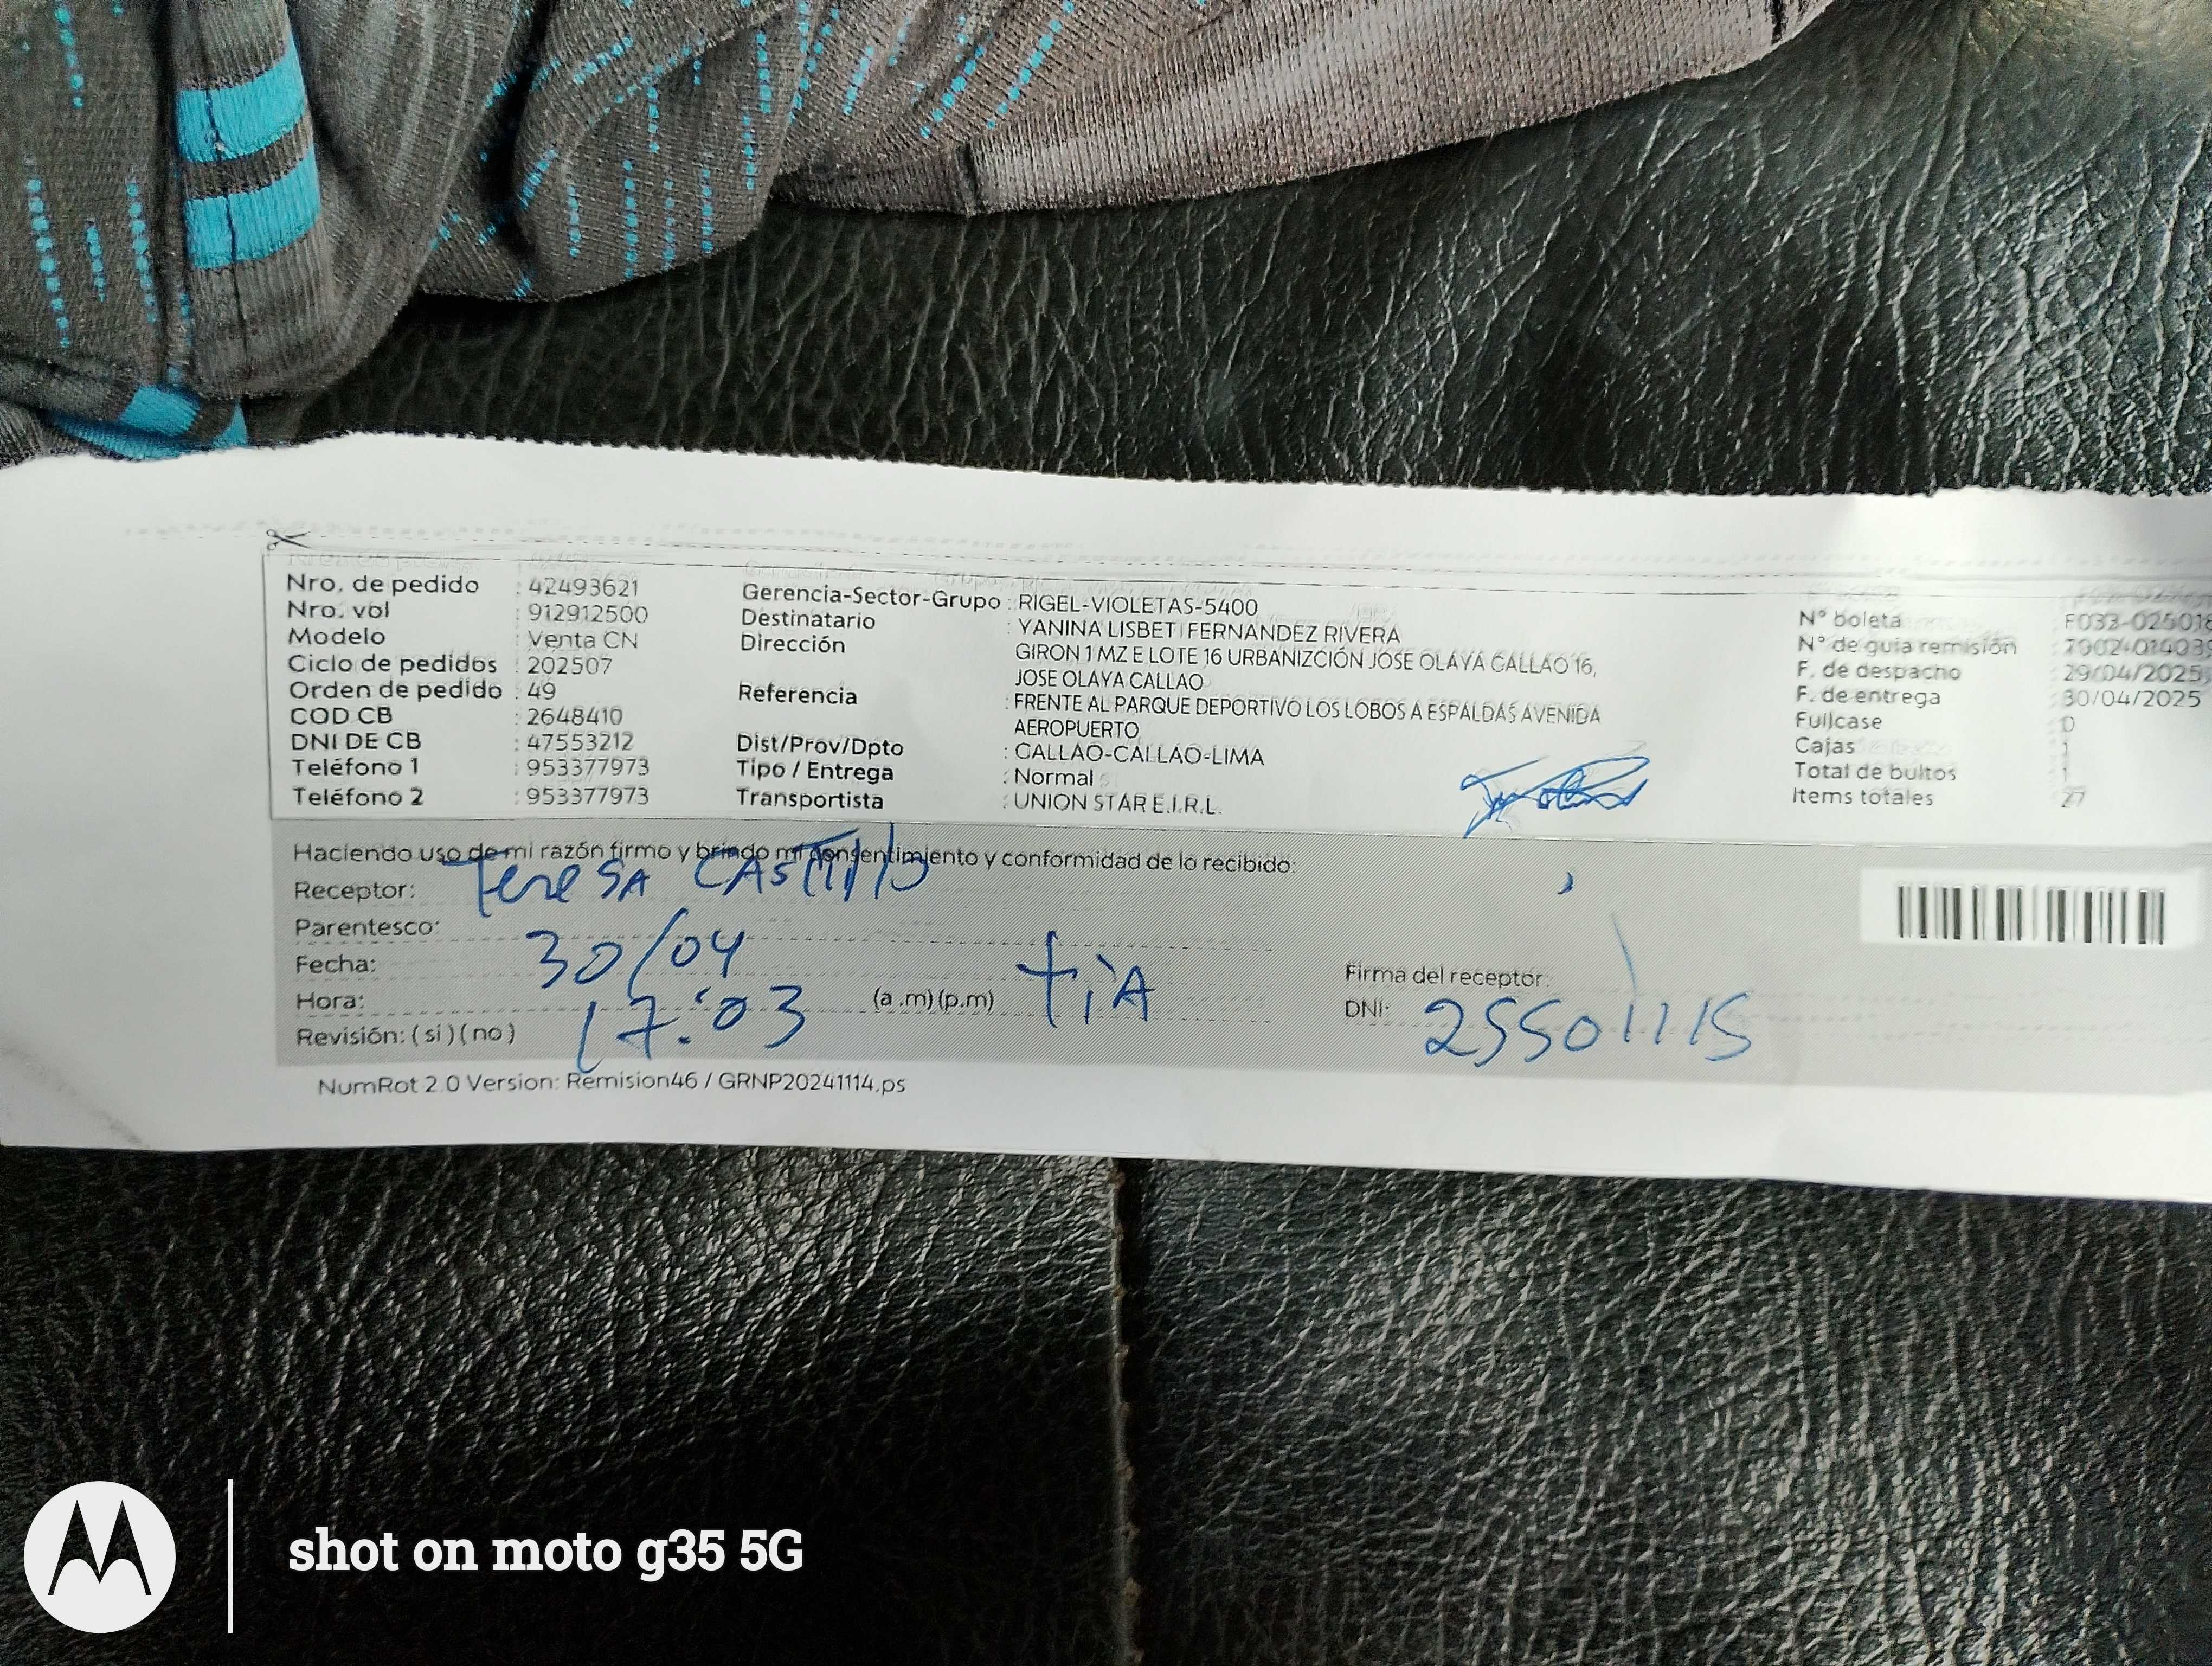 Nro. de pedido : 42493621
Nro. vol : 912912500
Modelo : Venta CN
Ciclo de pedidos : 202507
Orden de pedido : 49
COD CB : 2648410
DNI DE CB : 47553212
Teléfono 1 : 953377973
Teléfono 2 : 953377973
Gerencia-Sector-Grupo : RIGEL-VIOLETAS-5400
Destinatario : YANINA LISBET FERNANDEZ RIVERA
Dirección GIRON 1 MZ E LOTE 16 URBANIZCIÓN JOSE OLAYA CALLAO 16,
JOSE OLAYA CALLAO
Referencia : FRENTE AL PARQUE DEPORTIVO LOS LOBOS A ESPALDAS AVENIDA
AEROPUERTO
Dist/Prov/Dpto : CALLAO-CALLAO-LIMA
Tipo / Entrega : Normal
Transportista : UNION STAR E.I.R.L.
N° boleta : F033-025018
N° de guia remisión
F. de despacho : 29/04/2025
F. de entrega : 30/04/2025
Fullcase : 0
Cajas : 1
Total de bultos : 1
Items totales : 27
Haciendo uso de mi razón firmo y brindo mi consentimiento y conformidad de lo recibido:
Receptor: Teresa Castillo
Parentesco:
Fecha: 30/04
Hora: 17:03 (a.m)(p.m) tiA
Revisión: (si)(no)
Firma del receptor:
DNI: 25501115
NumRot 2.0 Version: Remision46 / GRNP20241114.ps
shot on moto g35 5G